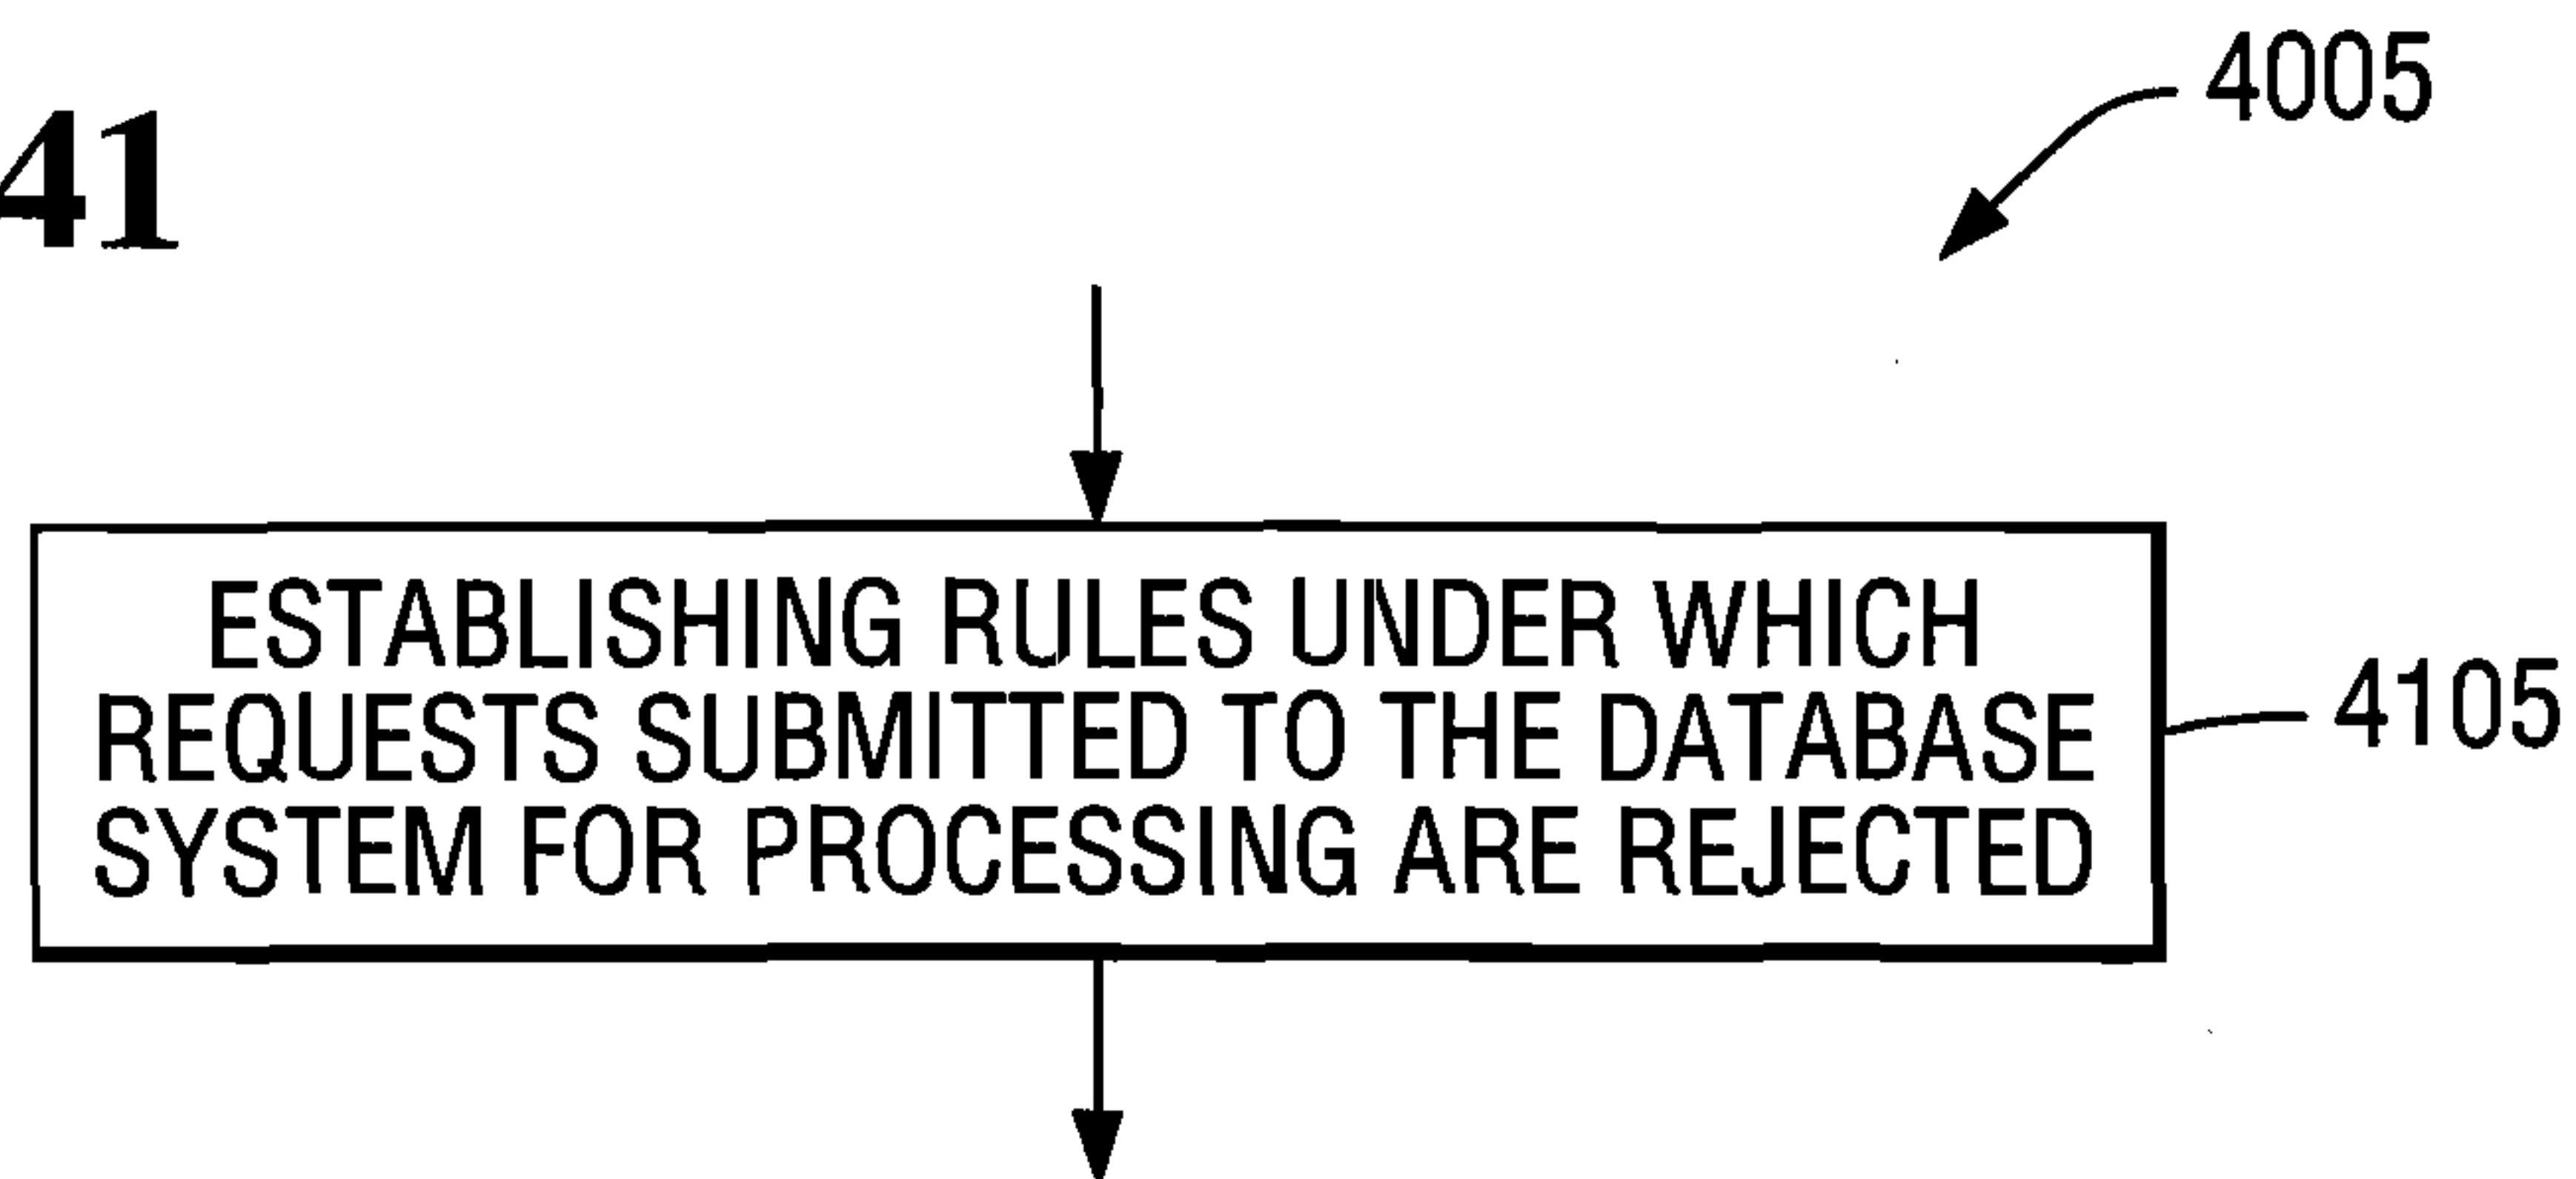 41
4005
ESTABLISHING RULES UNDER WHICH
REQUESTS SUBMITTED TO THE DATABASE
SYSTEM FOR PROCESSING ARE REJECTED
4105